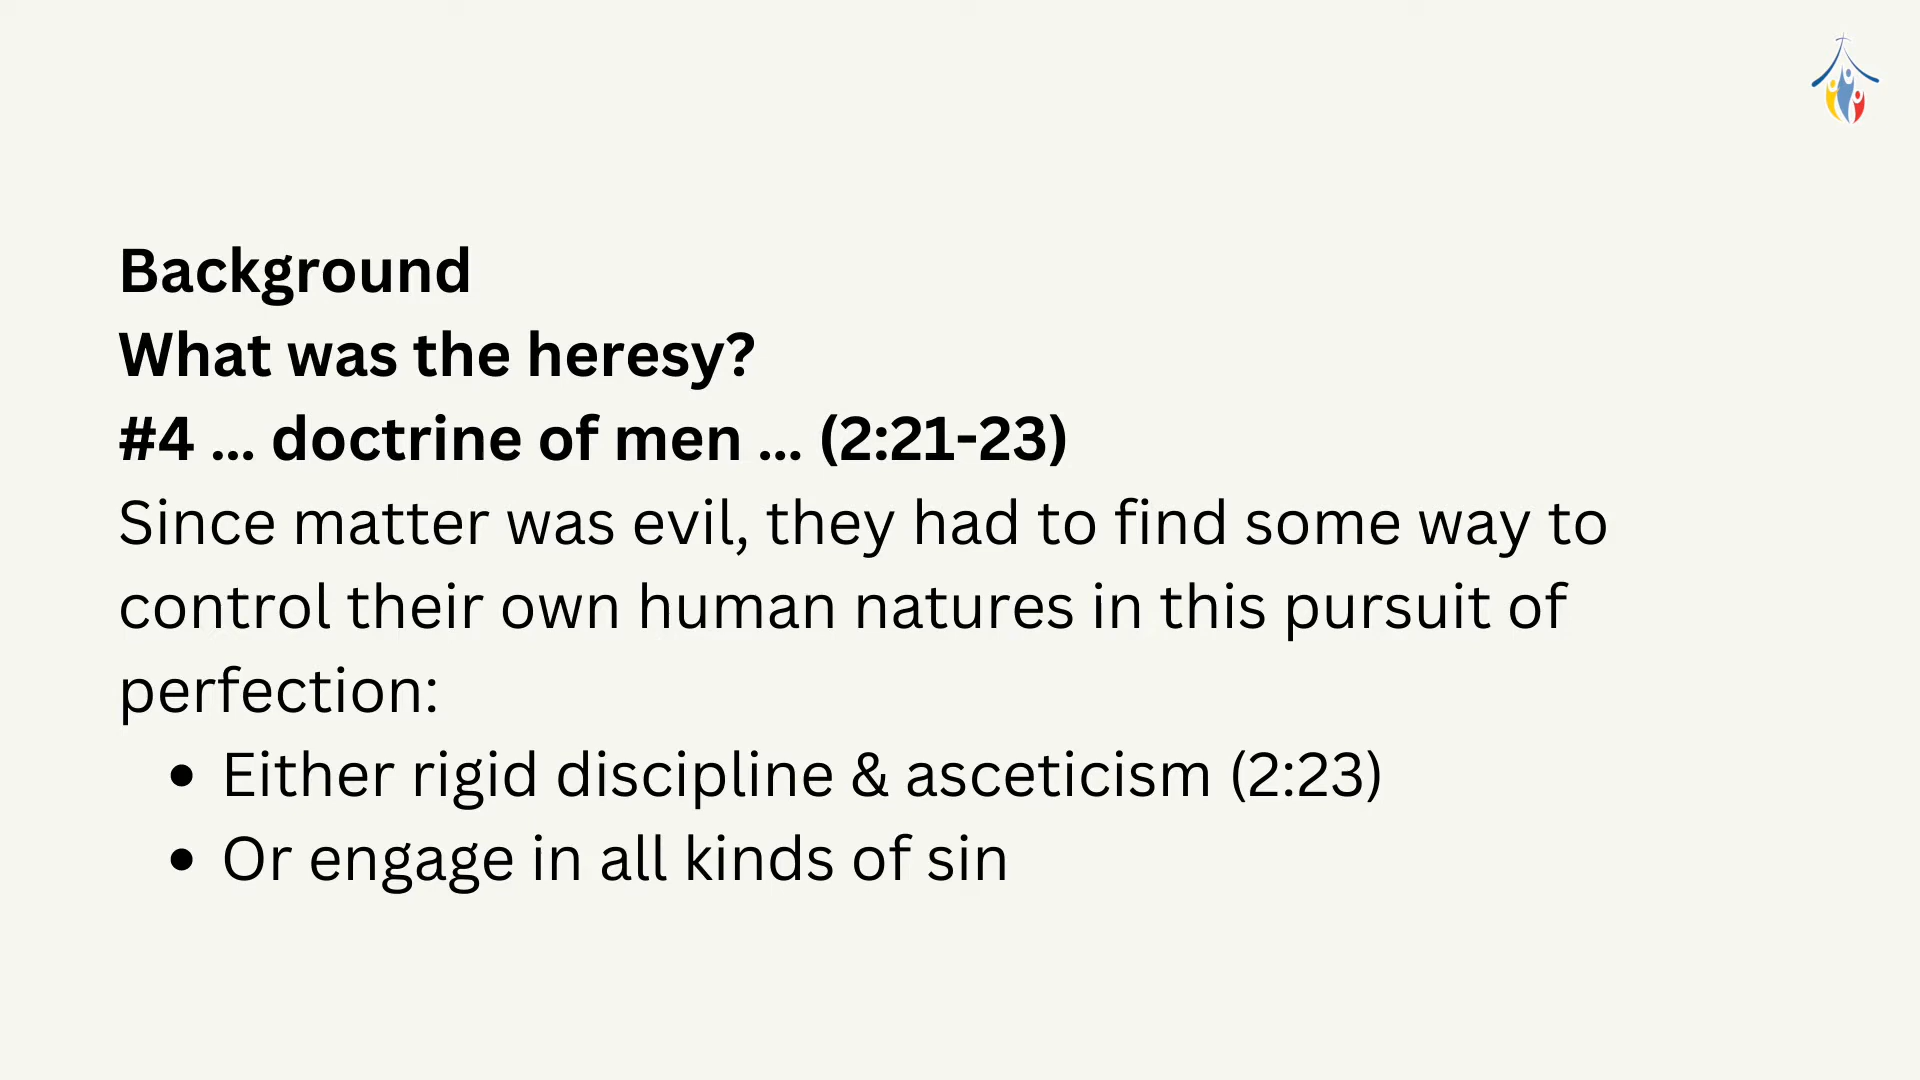 Background
What was the heresy?
#4 ... doctrine of men ... (2:21-23)
Since matter was evil, they had to find some way to
control their own human natures in this pursuit of
perfection:
• Either rigid discipline & asceticism (2:23)
• Or engage in all kinds of sin